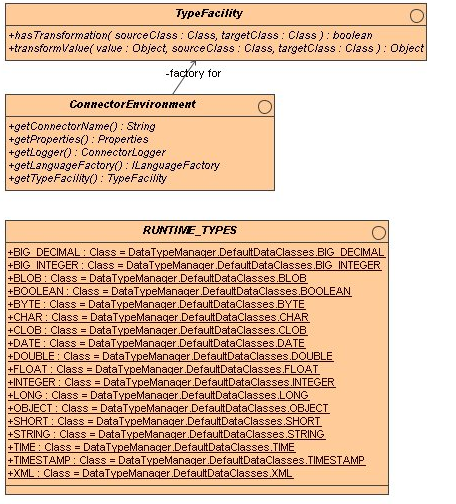 TypeFacility
+hasTransformation( sourceClass : Class, targetClass : Class ) : boolean
+transformValue( value : Object, sourceClass : Class, targetClass : Class ) : Object
-factory for
ConnectorEnvironment
+getConnectorName() : String
+getProperties() : Properties
+getLogger() : ConnectorLogger
+getLanguageFactory() : ILanguageFactory
+getTypeFacility() : TypeFacility
RUNTIME_TYPES
+BIG_DECIMAL : Class = DataTypeManager.DefaultDataClasses.BIG_DECIMAL
+BIG_INTEGER : Class = DataTypeManager.DefaultDataClasses.BIG_INTEGER
+BLOB : Class = DataTypeManager.DefaultDataClasses.BLOB
+BOOLEAN : Class = DataTypeManager.DefaultDataClasses.BOOLEAN
+BYTE : Class = DataTypeManager.DefaultDataClasses.BYTE
+CHAR : Class = DataTypeManager.DefaultDataClasses.CHAR
+CLOB : Class = DataTypeManager.DefaultDataClasses.CLOB
+DATE : Class = DataTypeManager.DefaultDataClasses.DATE
+DOUBLE : Class = DataTypeManager.DefaultDataClasses.DOUBLE
+FLOAT : Class = DataTypeManager.DefaultDataClasses.FLOAT
+INTEGER : Class = DataTypeManager.DefaultDataClasses.INTEGER
+LONG : Class = DataTypeManager.DefaultDataClasses.LONG
+OBJECT : Class = DataTypeManager.DefaultDataClasses.OBJECT
+SHORT : Class = DataTypeManager.DefaultDataClasses.SHORT
+STRING : Class = DataTypeManager.DefaultDataClasses.STRING
+TIME : Class = DataTypeManager.DefaultDataClasses.TIME
+TIMESTAMP : Class = DataTypeManager.DefaultDataClasses.TIMESTAMP
+XML : Class = DataTypeManager.DefaultDataClasses.XML